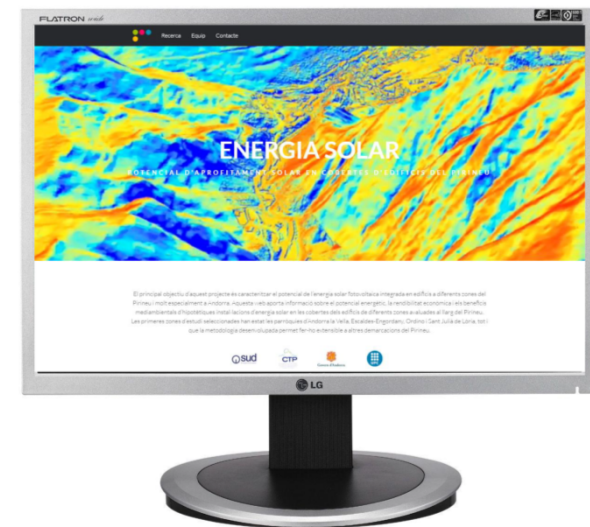 FLATRON wide
Recerca Equip Contacte
ENERGIA SOLAR
POTENCIAL D'APROFITAMENT SOLAR EN COBERTES D'EDIFICIS DEL PIRINEU
El principal objectiu d'aquest projecte és caracteritzar el potencial de l'energia solar fotovoltaica integrada en edificis a diferents zones del
Pirineu i molt especialment a Andorra. Aquesta web aporta informació sobre el potencial energètic, la rendibilitat econòmica i els beneficis
mediambientals d'hipotètiques instal·lacions d'energia solar en les cobertes dels edificis de diferents zones avaluades al llarg del Pirineu.
Les primeres zones d'estudi seleccionades han estat les parròquies d'Andorra la Vella, Escaldes-Engordany, Ordino i Sant Julià de Lòria, tot i
que la metodologia desenvolupada permet fer-ho extensible a altres demarcacions del Pirineu.
sud CTP
LG